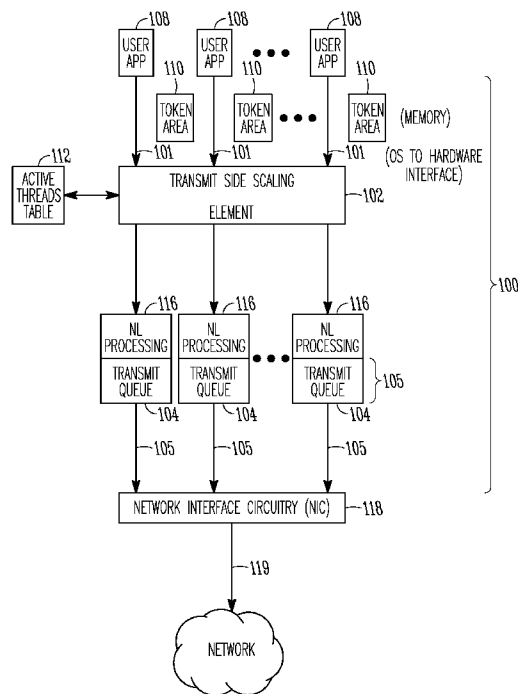 108 108 108
USER APP USER APP USER APP
110 110 110
TOKEN AREA TOKEN AREA TOKEN AREA (MEMORY)
101 101 101 (OS TO HARDWARE INTERFACE)
112
ACTIVE THREADS TABLE
TRANSMIT SIDE SCALING
ELEMENT
102
100
116 116 116
NL PROCESSING NL PROCESSING NL PROCESSING
TRANSMIT QUEUE TRANSMIT QUEUE TRANSMIT QUEUE 105
104 104 104
105 105 105
NETWORK INTERFACE CIRCUITRY (NIC) 118
119
NETWORK